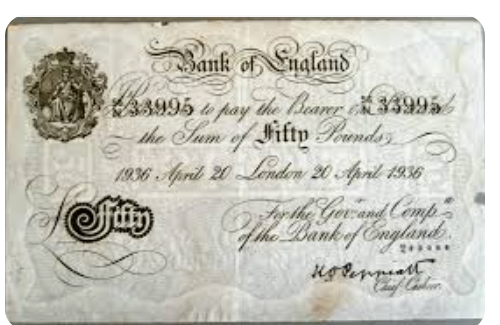 Bank of England
33995 to pay the Bearer 33995
the Sum of Fifty Pounds
1936 April 20 London 20 April 1936
For the Govr. and Compa.
of the Bank of England.
Fifty
K O Peppiatt
Chief Cashier.